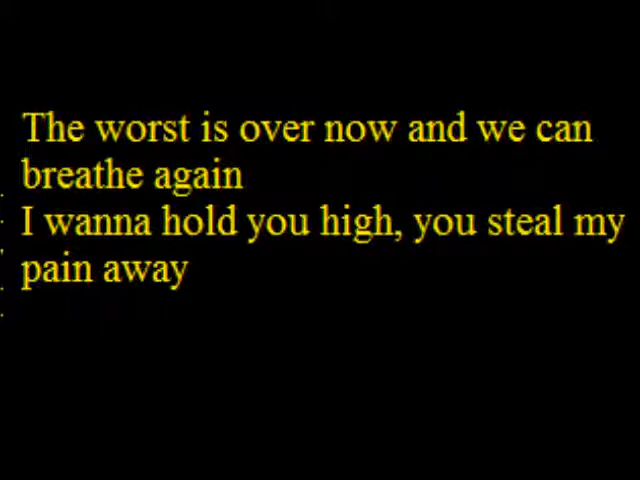 The worst is over now and we can
breathe again
I wanna hold you high, you steal my
pain away